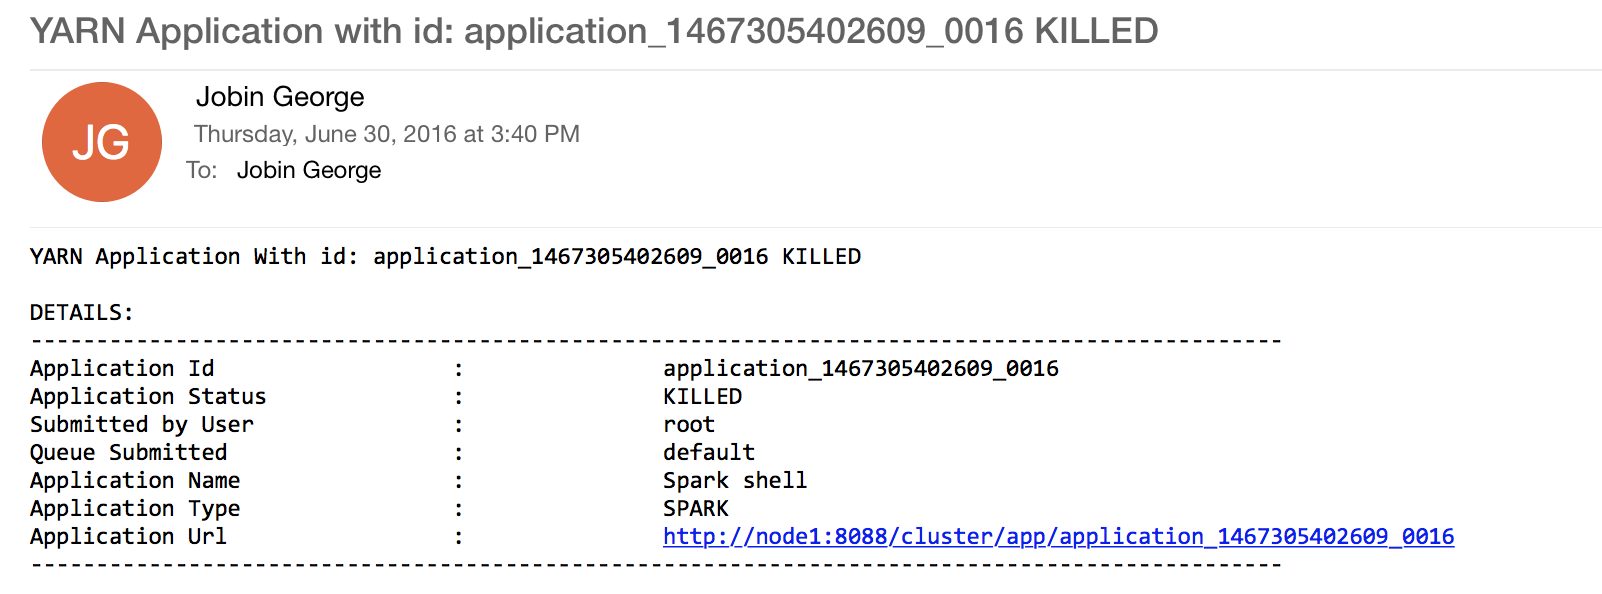 YARN Application with id: application_1467305402609_0016 KILLED
JG
Jobin George
Thursday, June 30, 2016 at 3:40 PM
To: Jobin George
YARN Application With id: application_1467305402609_0016 KILLED
DETAILS:
-----------------------------------------------------------------------------------------------
Application Id : application_1467305402609_0016
Application Status : KILLED
Submitted by User : root
Queue Submitted : default
Application Name : Spark shell
Application Type : SPARK
Application Url : http://node1:8088/cluster/app/application_1467305402609_0016
-----------------------------------------------------------------------------------------------